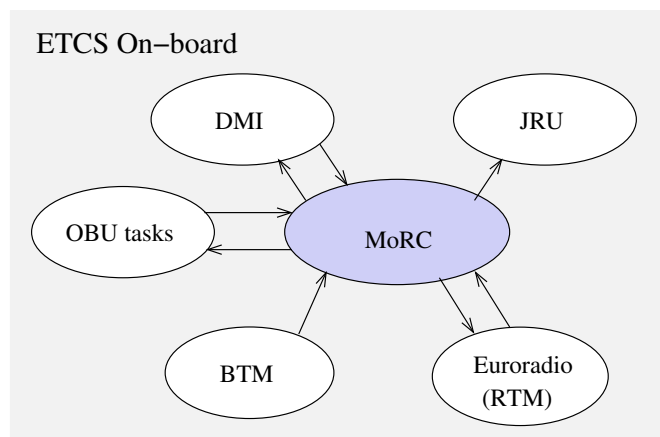 ETCS On−board
DMI
JRU
OBU tasks
MoRC
BTM
Euroradio
(RTM)